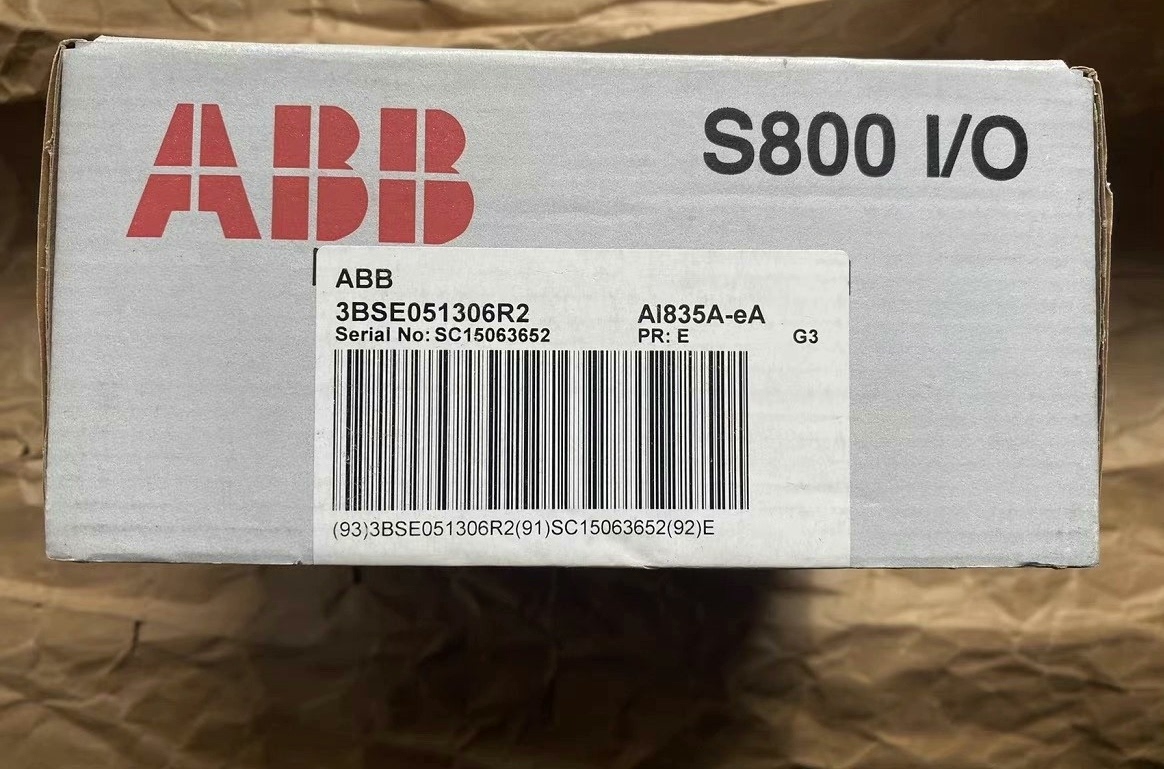 ABB
S800 I/O
ABB
3BSE051306R2 AI835A-eA
Serial No: SC15063652 PR: E G3
(93)3BSE051306R2(91)SC15063652(92)E